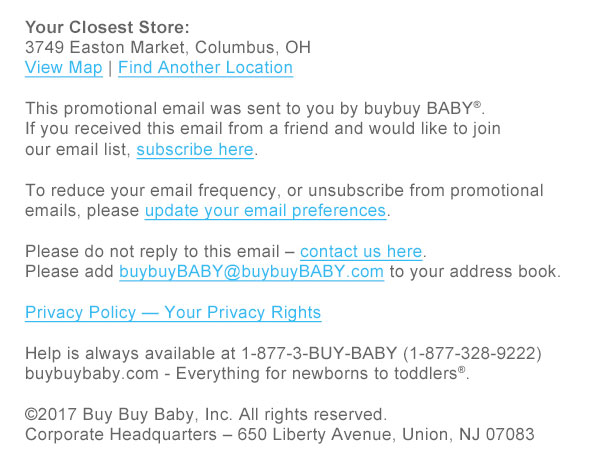 Your Closest Store:
3749 Easton Market, Columbus, OH
View Map | Find Another Location
This promotional email was sent to you by buybuy BABY®.
If you received this email from a friend and would like to join
our email list, subscribe here.
To reduce your email frequency, or unsubscribe from promotional
emails, please update your email preferences.
Please do not reply to this email – contact us here.
Please add buybuyBABY@buybuyBABY.com to your address book.
Privacy Policy — Your Privacy Rights
Help is always available at 1-877-3-BUY-BABY (1-877-328-9222)
buybuybaby.com - Everything for newborns to toddlers®.
©2017 Buy Buy Baby, Inc. All rights reserved.
Corporate Headquarters – 650 Liberty Avenue, Union, NJ 07083